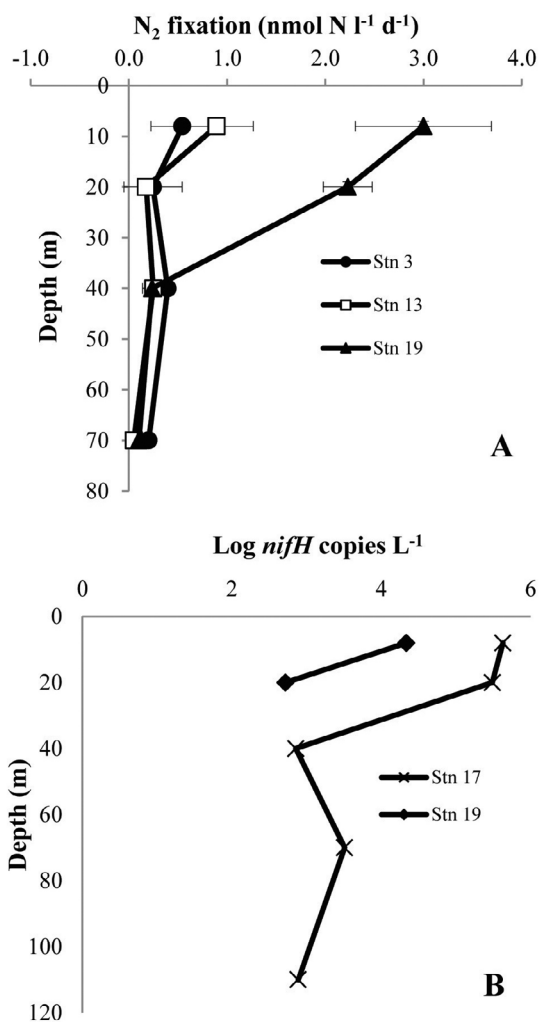 N₂ fixation (nmol N l⁻¹ d⁻¹)
-1.0 0.0 1.0 2.0 3.0 4.0
0
10
20
30
40
50
60
70
80
Depth (m)
Stn 3
Stn 13
Stn 19
A
Log nifH copies L⁻¹
0 2 4 6
0
20
40
60
80
100
120
Depth (m)
Stn 17
Stn 19
B